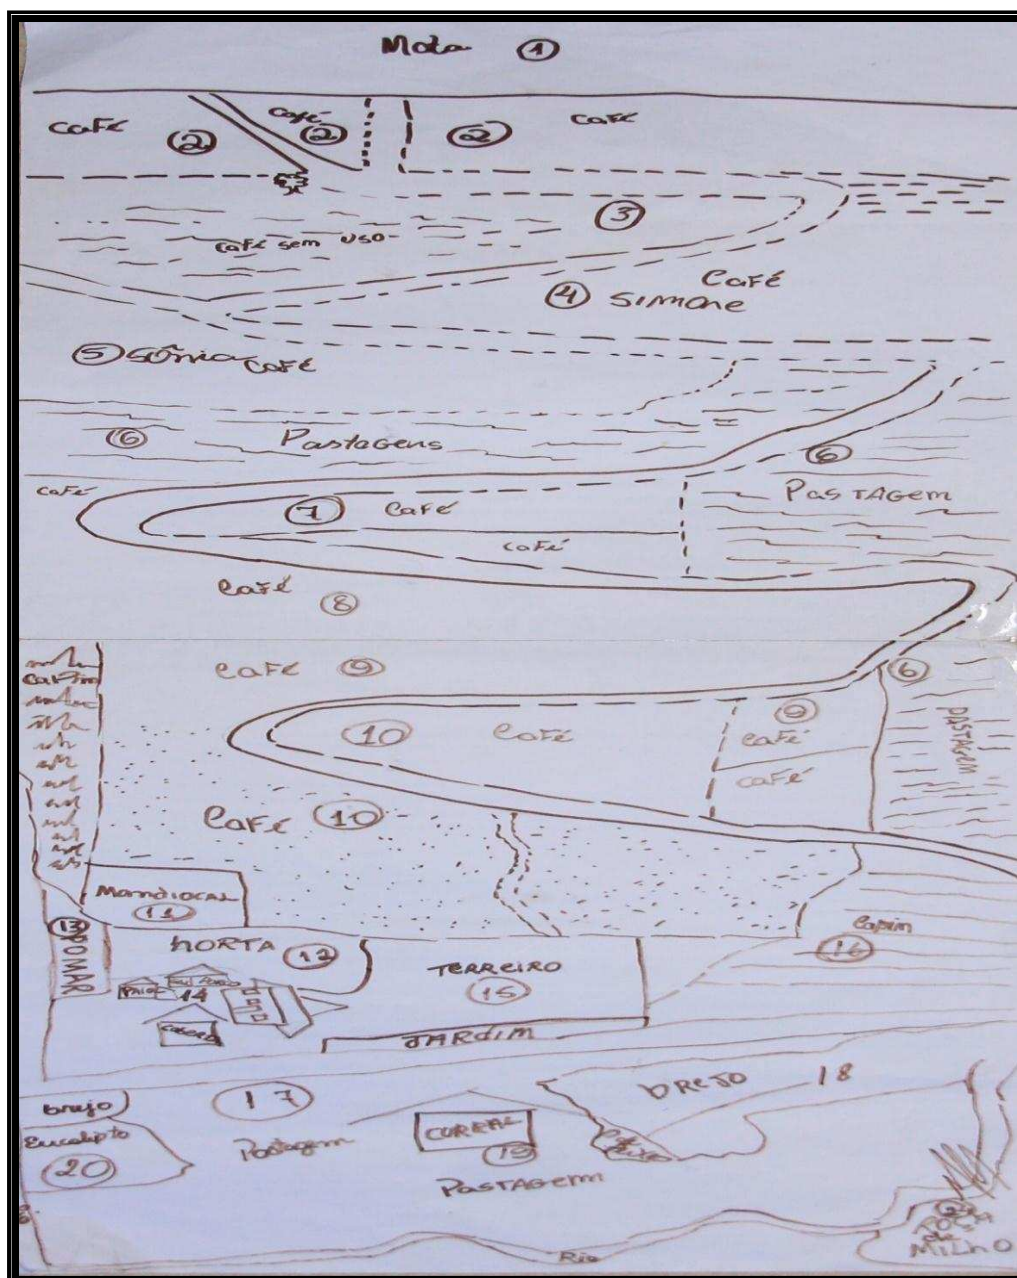 Mata 1
café 2 café 2 2 café
3
café sem uso
Café
4 SIMONE
5 SÔNIA café
6 Pastagens 6
café 7 café PASTAGEM
café
café 8
café 9 6
capim
10 café 9 café PASTAGEM
café
café 10
MANDIOCAL
11
13 POMAR HORTA 12 TERREIRO 16 capim
PAIOL 14 15
JARDIM
brejo 17 brejo 18
Eucalipto Pastagem CURRAL
20 19
PASTAGEM
Rio MILHO